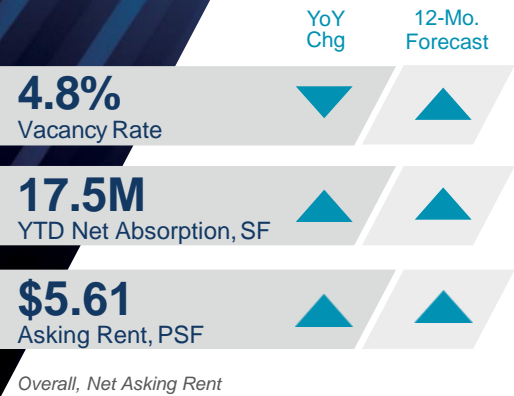 YoY
Chg
12-Mo.
Forecast
4.8%
Vacancy Rate
17.5M
YTD Net Absorption, SF
$5.61
Asking Rent, PSF
Overall, Net Asking Rent